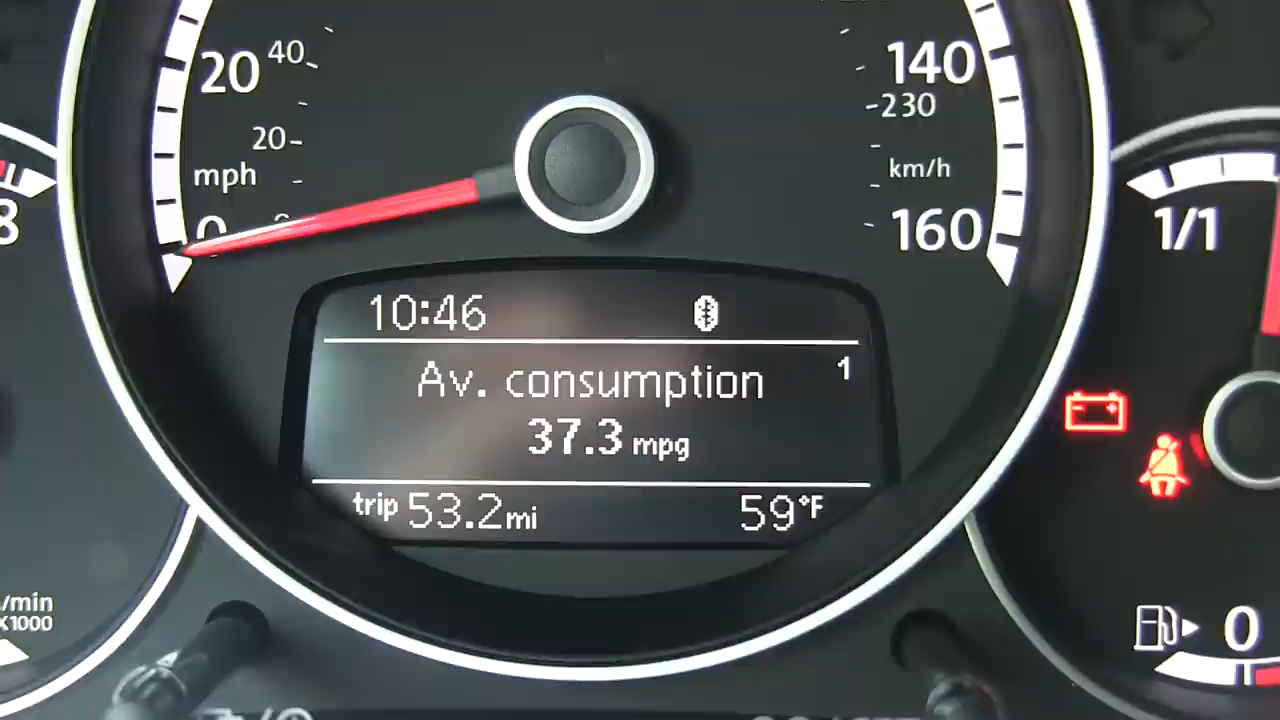 20 40 140
230
20
mph km/h
0 160
8 1/1
10:46
Av. consumption 1
37.3 mpg
trip 53.2mi 59°F
/min
X1000
0